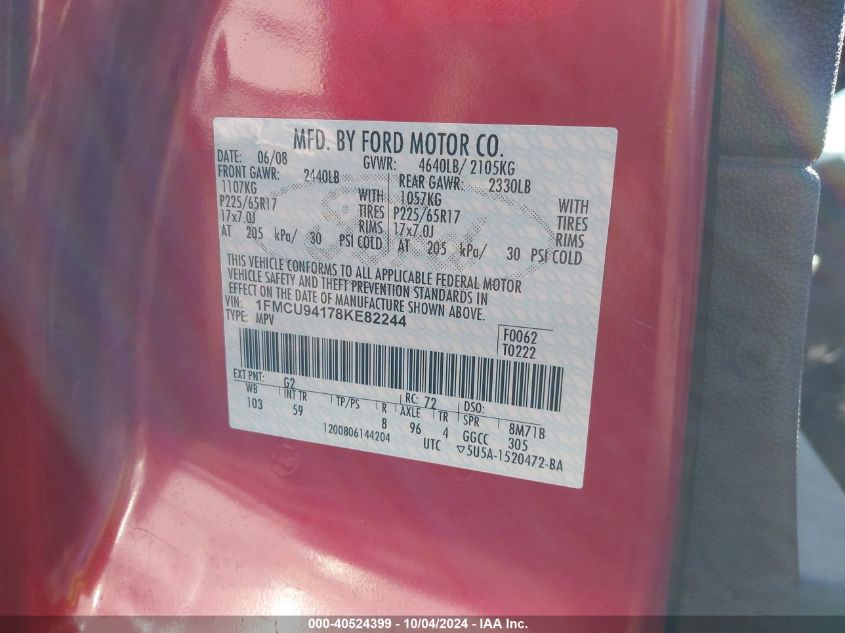 MFD. BY FORD MOTOR CO.
DATE: 06/08 GVWR: 4640LB/ 2105KG
FRONT GAWR: 2440LB REAR GAWR: 2330LB
1107KG WITH 1057KG WITH
P225/65R17 TIRES P225/65R17 TIRES
17x7.0J RIMS 17x7.0J RIMS
AT 205 kPa/ 30 PSI COLD AT 205 kPa/ 30 PSI COLD
THIS VEHICLE CONFORMS TO ALL APPLICABLE FEDERAL MOTOR
VEHICLE SAFETY AND THEFT PREVENTION STANDARDS IN
EFFECT ON THE DATE OF MANUFACTURE SHOWN ABOVE.
VIN: 1FMCU94178KE82244
TYPE: MPV
F0062
T0222
EXT PNT: G2 RC: 72 DSO:
WB INT TR TP/PS R AXLE TR SPR 8M71B
103 59 8 96 4 GGCC 305
1200806144204 UTC ▽5U5A-1520472-BA
000-40524399 - 10/04/2024 - IAA Inc.